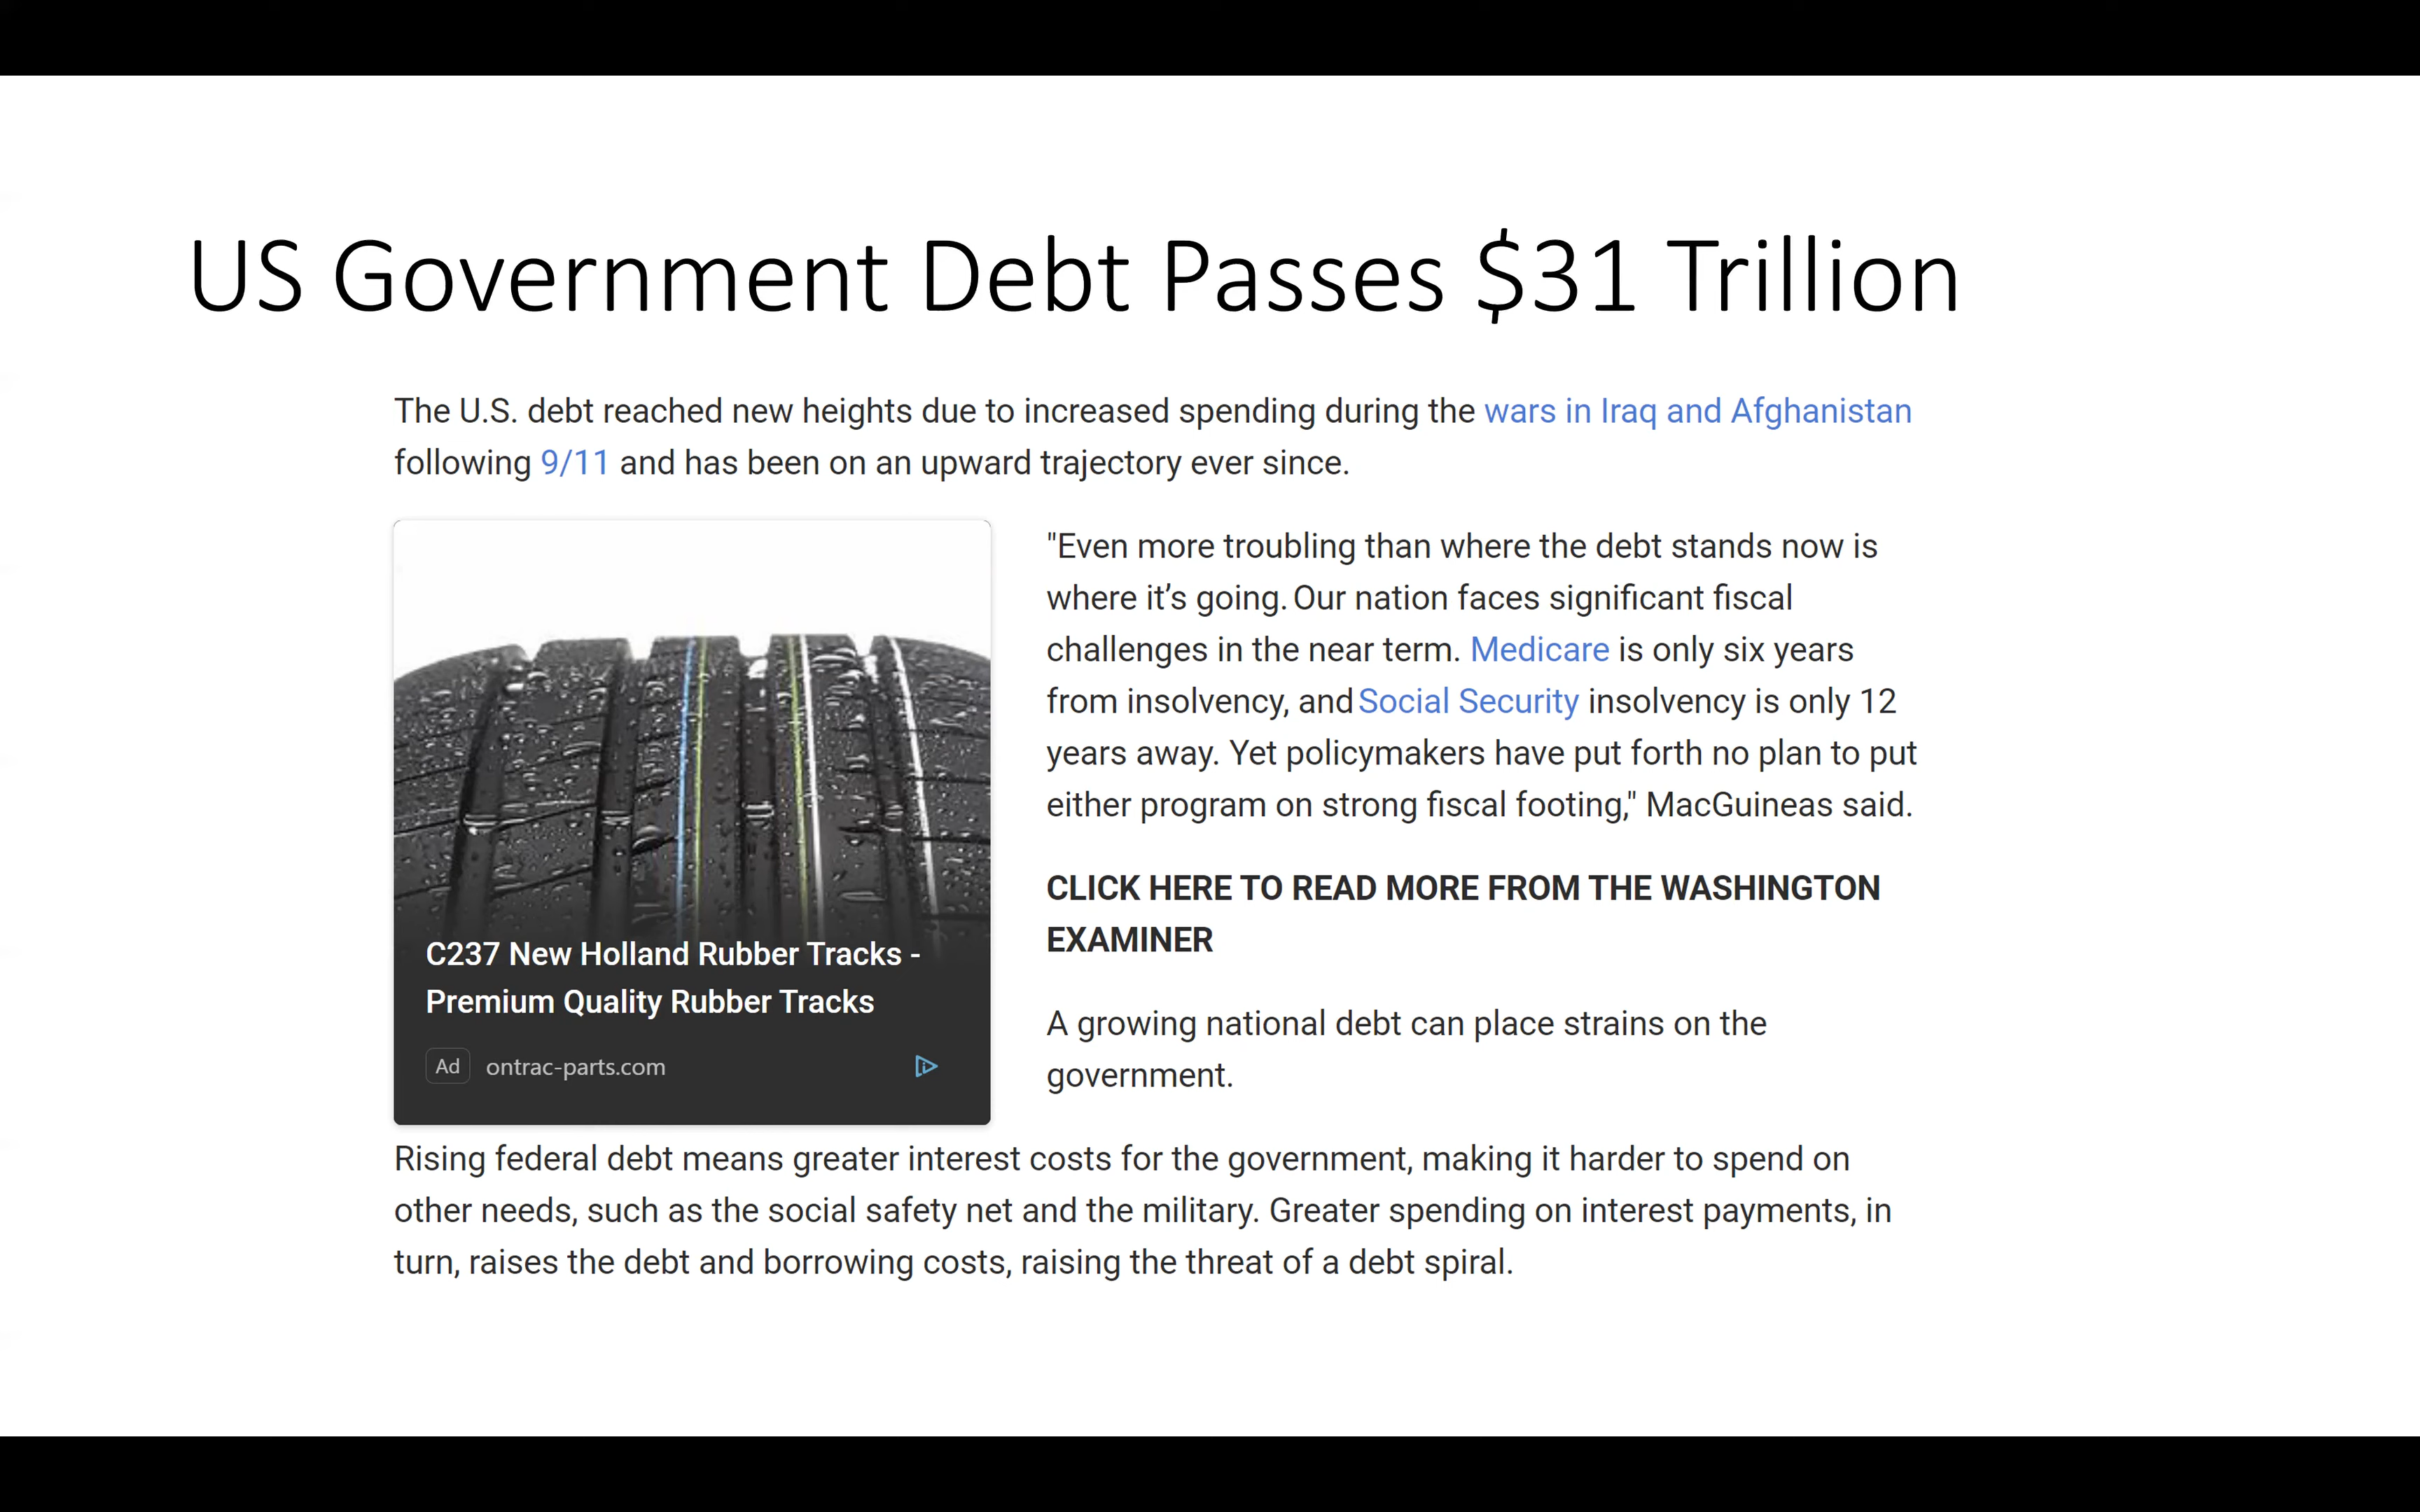 US Government Debt Passes $31 Trillion
The U.S. debt reached new heights due to increased spending during the wars in Iraq and Afghanistan
following 9/11 and has been on an upward trajectory ever since.
"Even more troubling than where the debt stands now is
where it’s going. Our nation faces significant fiscal
challenges in the near term. Medicare is only six years
from insolvency, and Social Security insolvency is only 12
years away. Yet policymakers have put forth no plan to put
either program on strong fiscal footing," MacGuineas said.
CLICK HERE TO READ MORE FROM THE WASHINGTON
EXAMINER
A growing national debt can place strains on the
government.
C237 New Holland Rubber Tracks -
Premium Quality Rubber Tracks
Ad ontrac-parts.com
Rising federal debt means greater interest costs for the government, making it harder to spend on
other needs, such as the social safety net and the military. Greater spending on interest payments, in
turn, raises the debt and borrowing costs, raising the threat of a debt spiral.